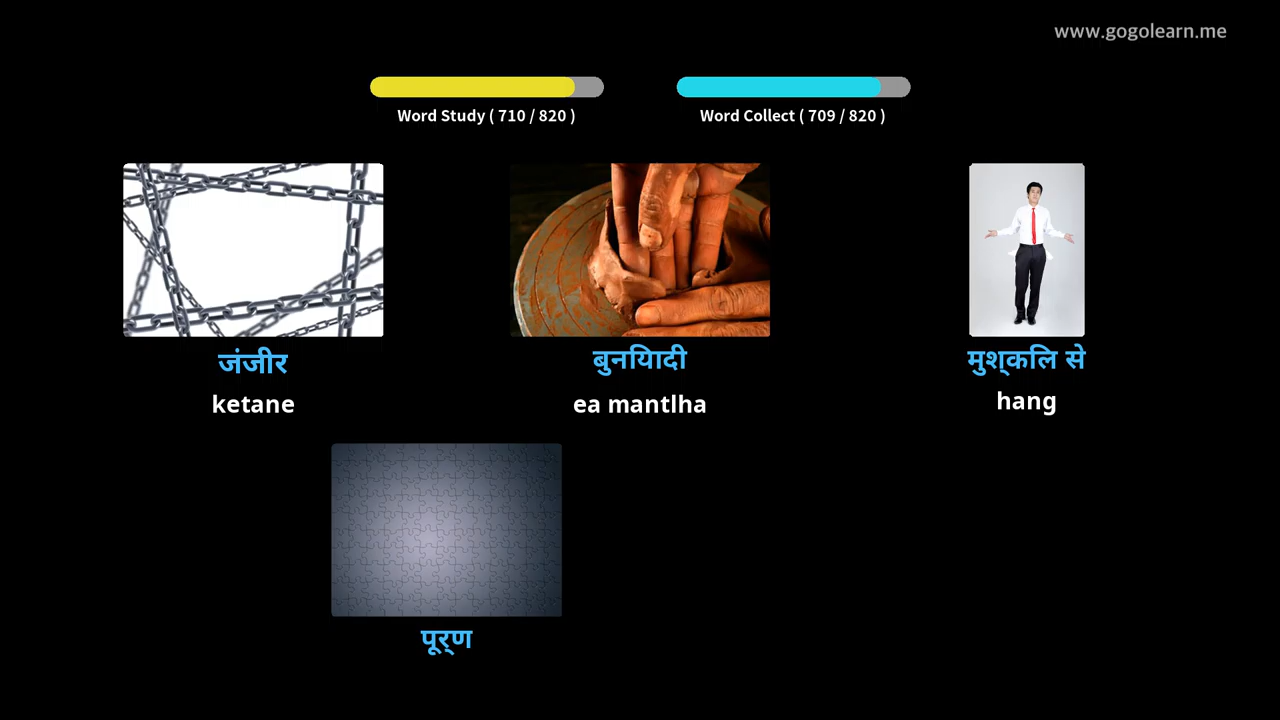 www.gogolearn.me
Word Study ( 710 / 820 )
Word Collect ( 709 / 820 )
जंजीर
बुनियादी
मुश्किल से
ketane
ea mantlha
hang
पूर्ण